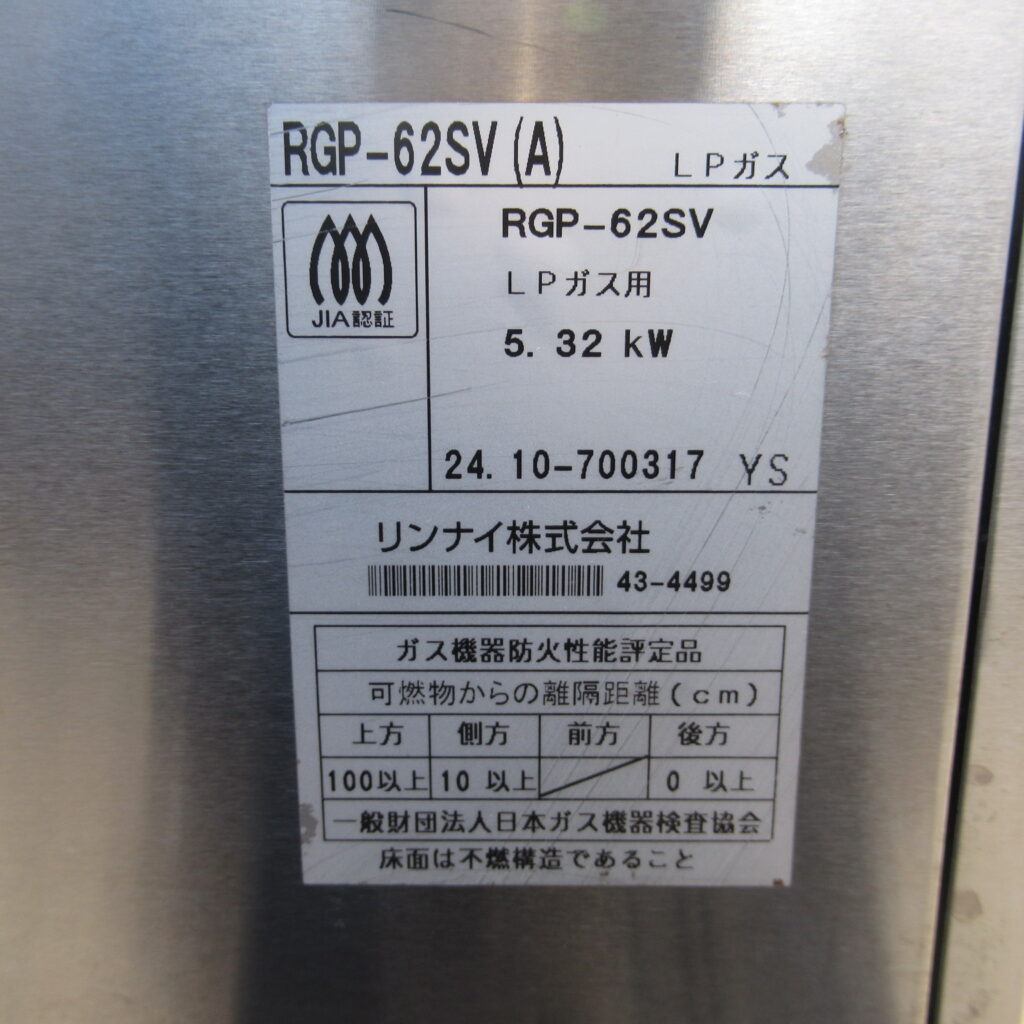 RGP-62SV(A) LPガス
JIA認証
RGP-62SV
LPガス用
5. 32 kW
24. 10-700317 YS
リンナイ株式会社
43-4499
ガス機器防火性能評定品
可燃物からの離隔距離(cm)
上方 側方 前方 後方
100以上 10 以上 0 以上
一般財団法人日本ガス機器検査協会
床面は不燃構造であること